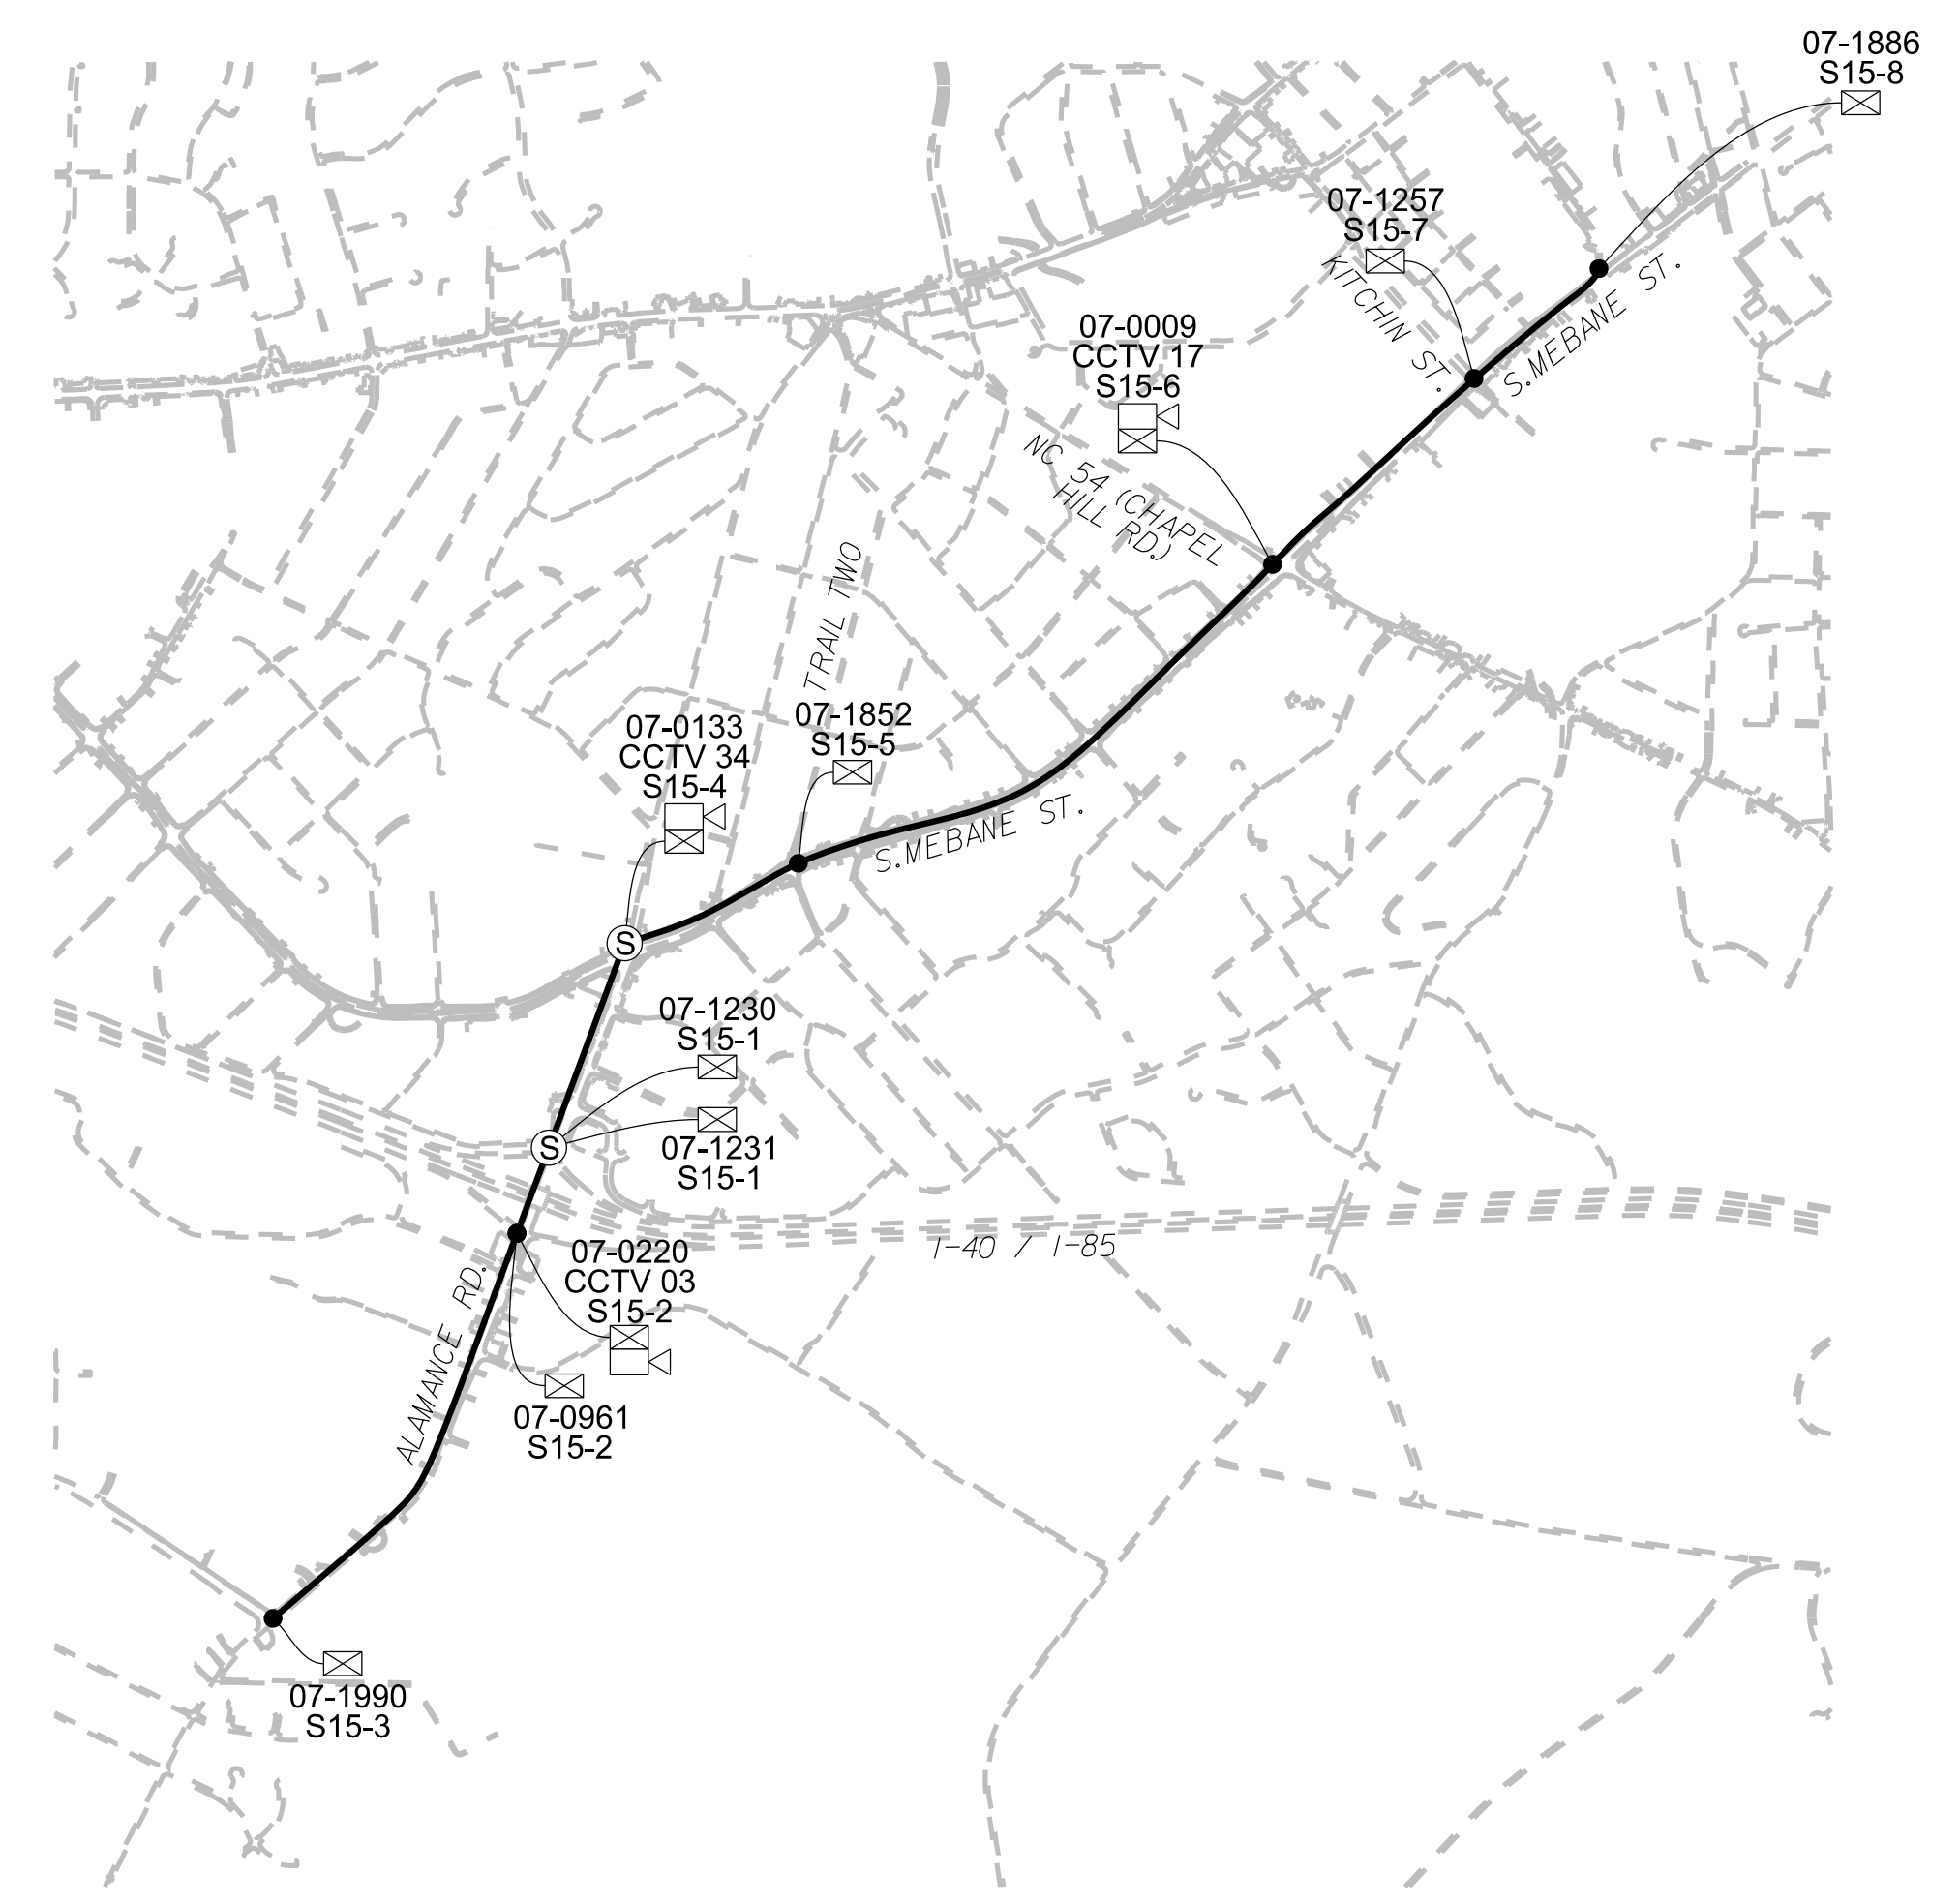 07-1886
S15-8
07-1257
S15-7
KITCHIN ST.
S. MEBANE ST.
07-0009
CCTV 17
S15-6
NC 54 (CHAPEL
HILL RD.)
TRAIL TWO
07-0133
CCTV 34
S15-4
07-1852
S15-5
S. MEBANE ST.
S
07-1230
S15-1
S
07-1231
S15-1
I-40 / I-85
07-0220
CCTV 03
S15-2
ALAMANCE RD.
07-0961
S15-2
07-1990
S15-3